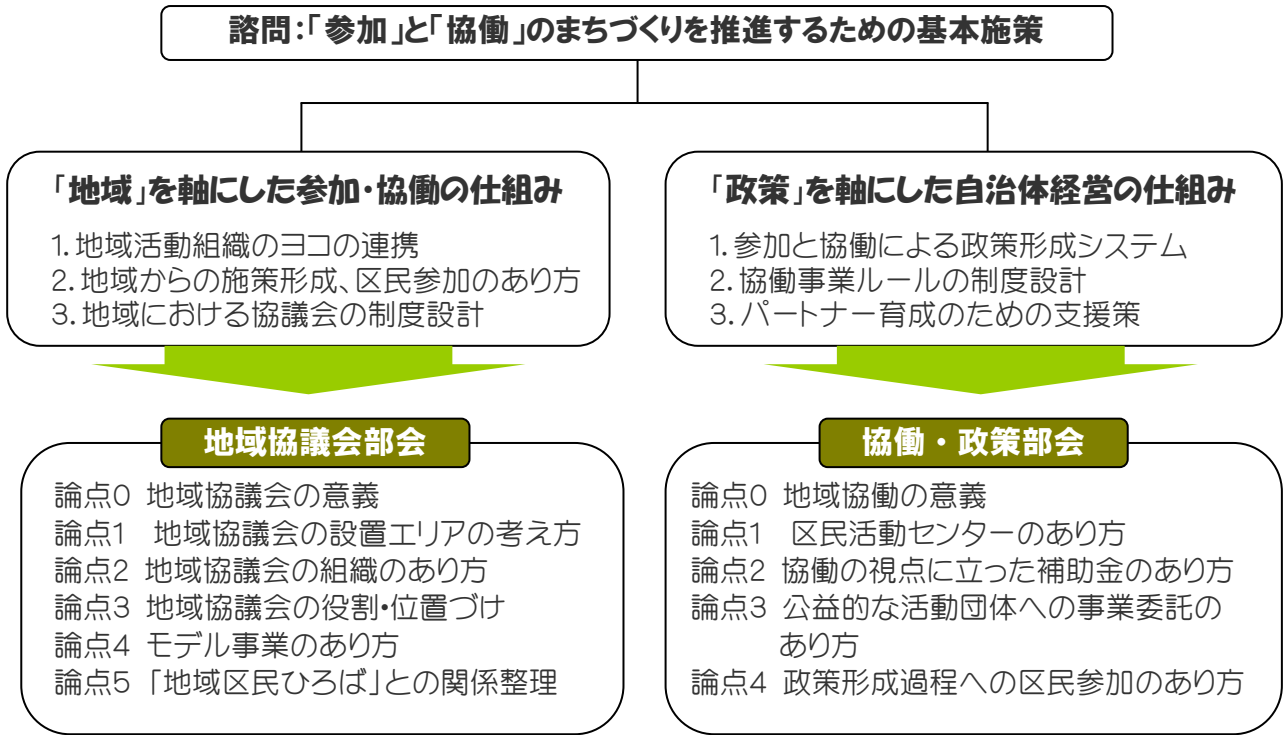 諮問:「参加」と「協働」のまちづくりを推進するための基本施策
「地域」を軸にした参加・協働の仕組み
1.地域活動組織のヨコの連携
2.地域からの施策形成、区民参加のあり方
3.地域における協議会の制度設計
「政策」を軸にした自治体経営の仕組み
1.参加と協働による政策形成システム
2.協働事業ルールの制度設計
3.パートナー育成のための支援策
地域協議会部会
論点0 地域協議会の意義
論点1 地域協議会の設置エリアの考え方
論点2 地域協議会の組織のあり方
論点3 地域協議会の役割・位置づけ
論点4 モデル事業のあり方
論点5 「地域区民ひろば」との関係整理
協働・政策部会
論点0 地域協働の意義
論点1 区民活動センターのあり方
論点2 協働の視点に立った補助金のあり方
論点3 公益的な活動団体への事業委託の
あり方
論点4 政策形成過程への区民参加のあり方